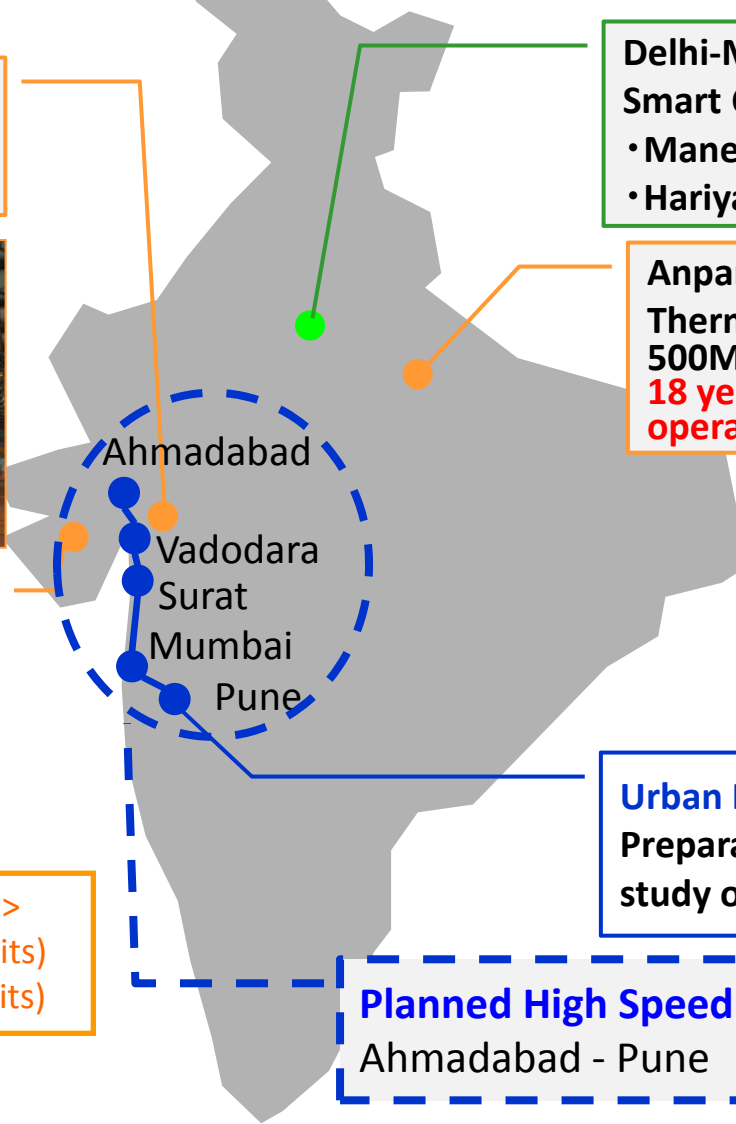 Delhi-M
Smart
・Mane
・Hariya
Anpa
Therm
500M
18 ye
opera
Ahmadabad
Vadodara
Surat
Mumbai
Pune
Urban
Prepara
study o
>
its)
its)
Planned High Speed
Ahmadabad - Pune